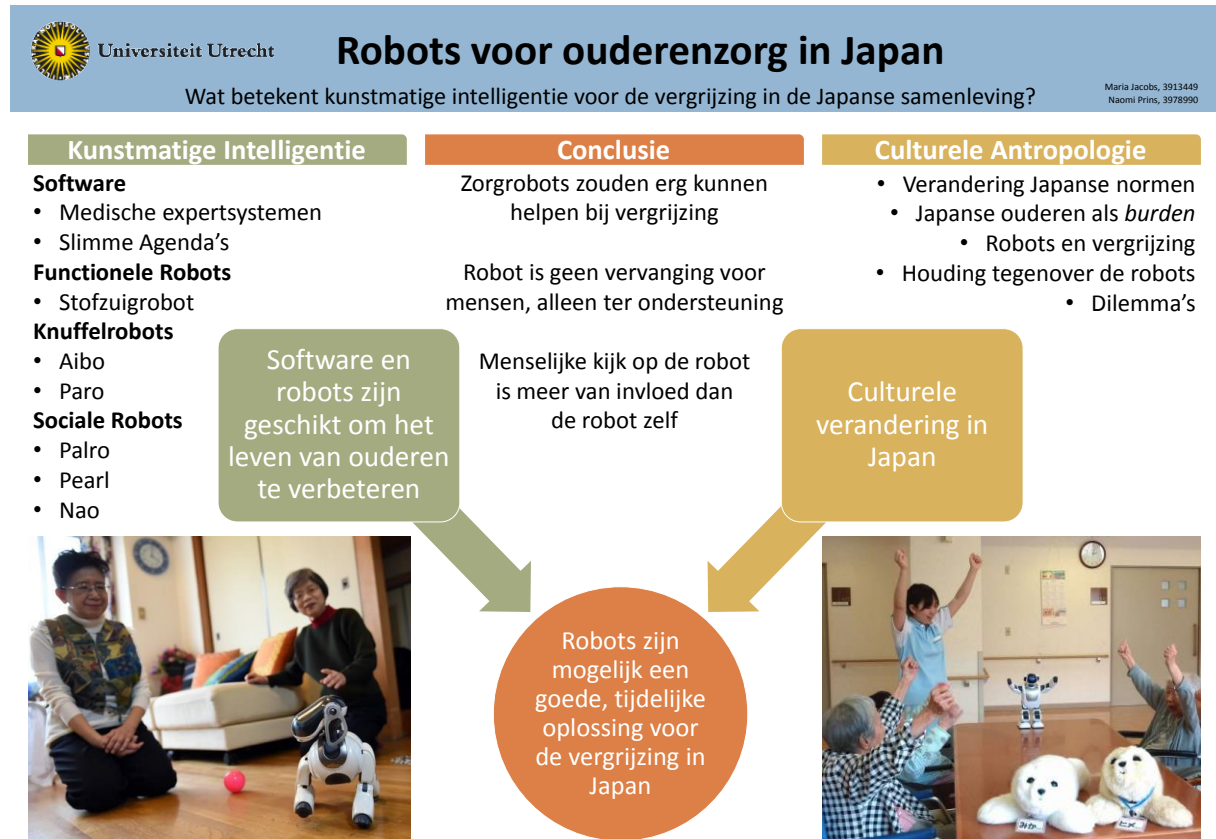 Universiteit Utrecht
Robots voor ouderenzorg in Japan
Wat betekent kunstmatige intelligentie voor de vergrijzing in de Japanse samenleving?
Maria Jacobs, 3913449
Naomi Prins, 3978990
Kunstmatige Intelligentie
Software
• Medische expertsystemen
• Slimme Agenda's
Functionele Robots
• Stofzuigrobot
Knuffelrobots
• Aibo
• Paro
Sociale Robots
• Palro
• Pearl
• Nao
Software en
robots zijn
geschikt om het
leven van ouderen
te verbeteren
Conclusie
Zorgrobots zouden erg kunnen
helpen bij vergrijzing
Robot is geen vervanging voor
mensen, alleen ter ondersteuning
Menselijke kijk op de robot
is meer van invloed dan
de robot zelf
Culturele Antropologie
• Verandering Japanse normen
• Japanse ouderen als burden
• Robots en vergrijzing
• Houding tegenover de robots
• Dilemma's
Culturele
verandering in
Japan
Robots zijn
mogelijk een
goede, tijdelijke
oplossing voor
de vergrijzing in
Japan